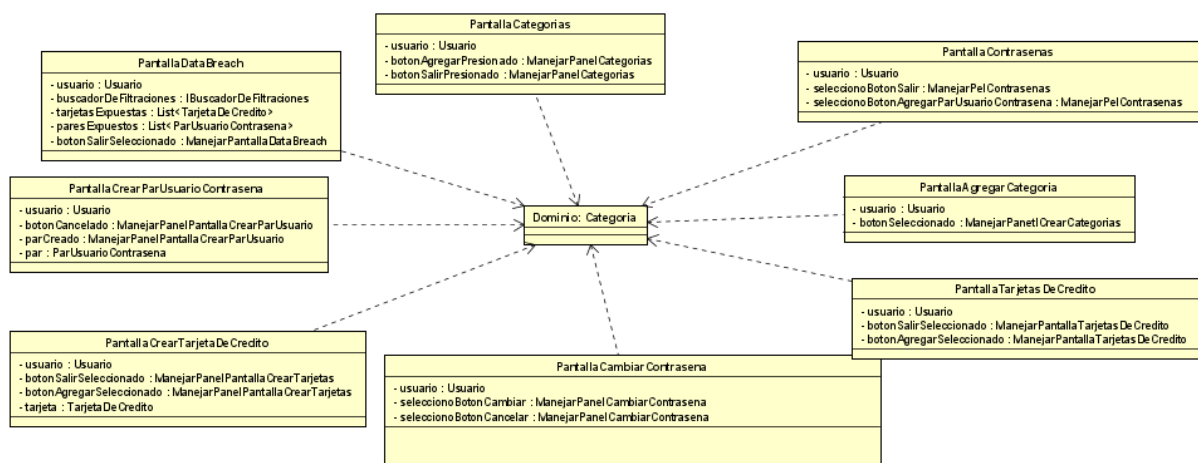 PantallaCategorias
- usuario : Usuario
- botonAgregarPresionado : ManejarPanelCategorias
- botonSalirPresionado : ManejarPanelCategorias
PantallaDataBreach
- usuario : Usuario
- buscadorDeFiltraciones : IBuscadorDeFiltraciones
- tarjetasExpuestas : List<TarjetaDeCredito>
- paresExpuestos : List<ParUsuarioContrasena>
- botonSalirSeleccionado : ManejarPantallaDataBreach
PantallaContrasenas
- usuario : Usuario
- seleccionoBotonSalir : ManejarPelContrasenas
- seleccionoBotonAgregarParUsuarioContrasena : ManejarPelContrasenas
PantallaCrearParUsuarioContrasena
- usuario : Usuario
- botonCancelado : ManejarPanelPantallaCrearParUsuario
- parCreado : ManejarPanelPantallaCrearParUsuario
- par : ParUsuarioContrasena
Dominio: Categoria
PantallaAgregarCategoria
- usuario : Usuario
- botonSeleccionado : ManejarPanetlCrearCategorias
PantallaTarjetasDeCredito
- usuario : Usuario
- botonSalirSeleccionado : ManejarPantallaTarjetasDeCredito
- botonAgregarSeleccionado : ManejarPantallaTarjetasDeCredito
PantallaCrearTarjetaDeCredito
- usuario : Usuario
- botonSalirSeleccionado : ManejarPanelPantallaCrearTarjetas
- botonAgregarSeleccionado : ManejarPanelPantallaCrearTarjetas
- tarjeta : TarjetaDeCredito
PantallaCambiarContrasena
- usuario : Usuario
- seleccionoBotonCambiar : ManejarPanelCambiarContrasena
- seleccionoBotonCancelar : ManejarPanelCambiarContrasena